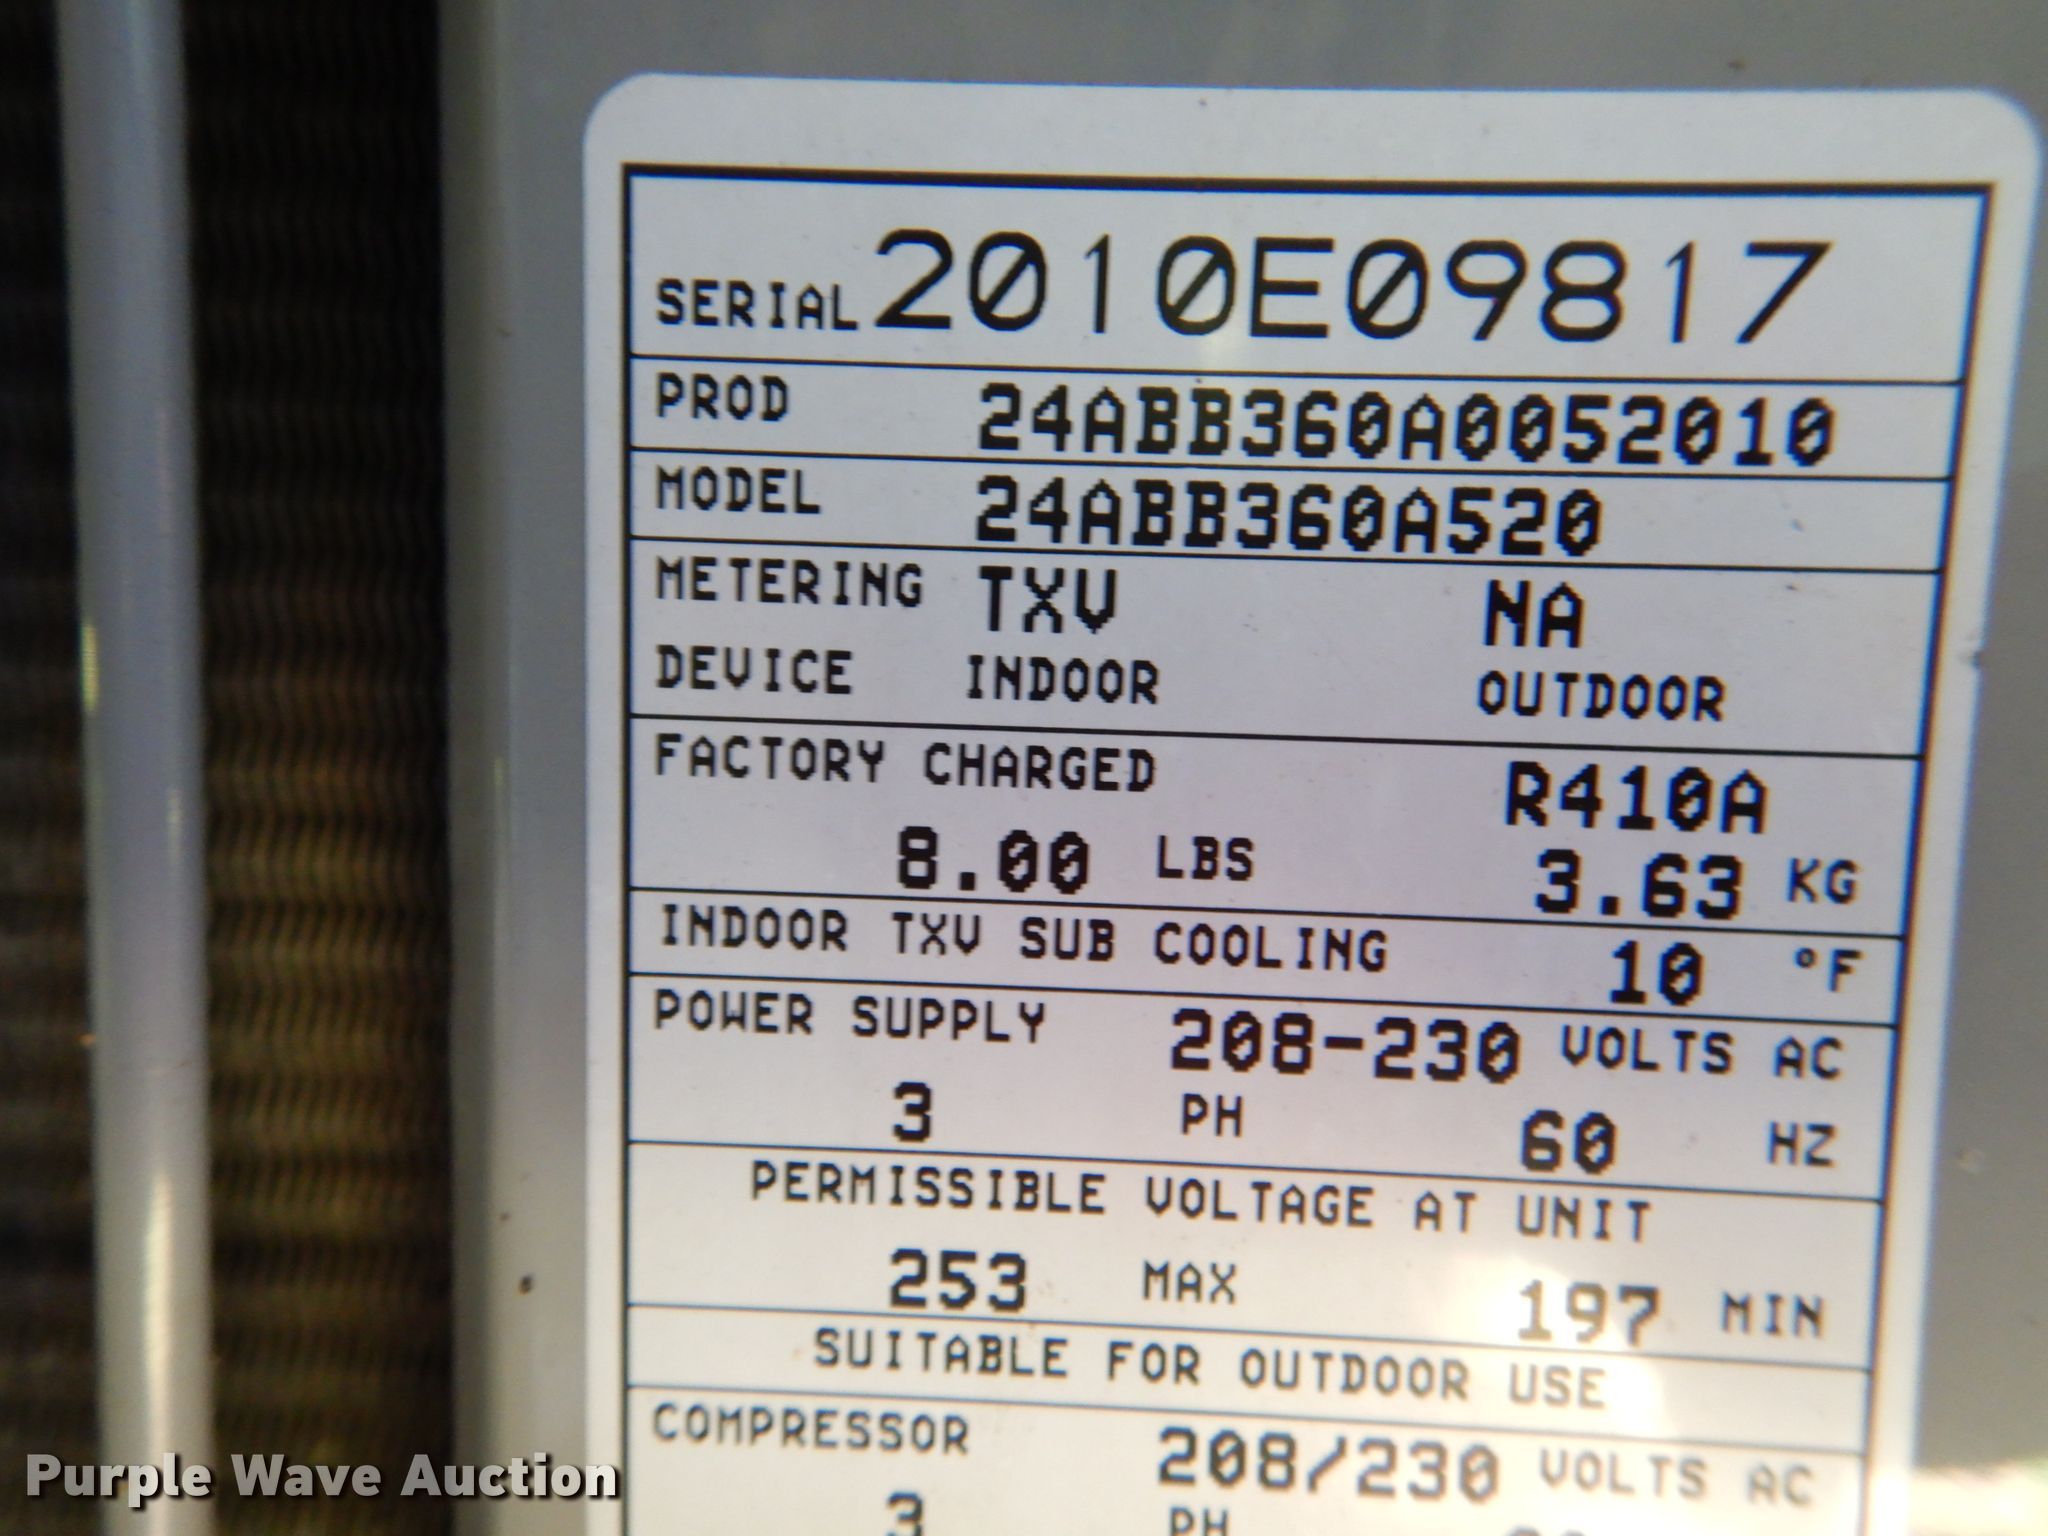 SERIAL 2010E09817
PROD 24ABB360A0052010
MODEL 24ABB360A520
METERING TXV NA
DEVICE INDOOR OUTDOOR
FACTORY CHARGED R410A
8.00 LBS 3.63 KG
INDOOR TXV SUB COOLING 10 °F
POWER SUPPLY 208-230 VOLTS AC
3 PH 60 HZ
PERMISSIBLE VOLTAGE AT UNIT
253 MAX 197 MIN
SUITABLE FOR OUTDOOR USE
COMPRESSOR 208/230 VOLTS AC
3 PH
Purple Wave Auction